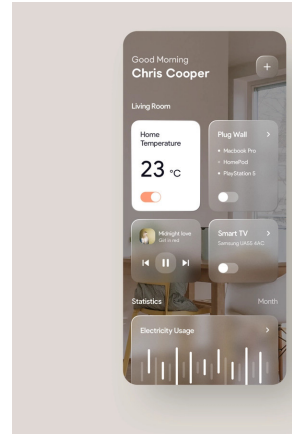 Good Morning
Chris Cooper
+
Living Room
Home
Temperature
23 °C
Plug Wall >
• Macbook Pro
• HomePod
• PlayStation 5
Midnight love
Girl in red
Smart TV >
Samsung UA55 4AC
Statistics
Month
Electricity Usage >